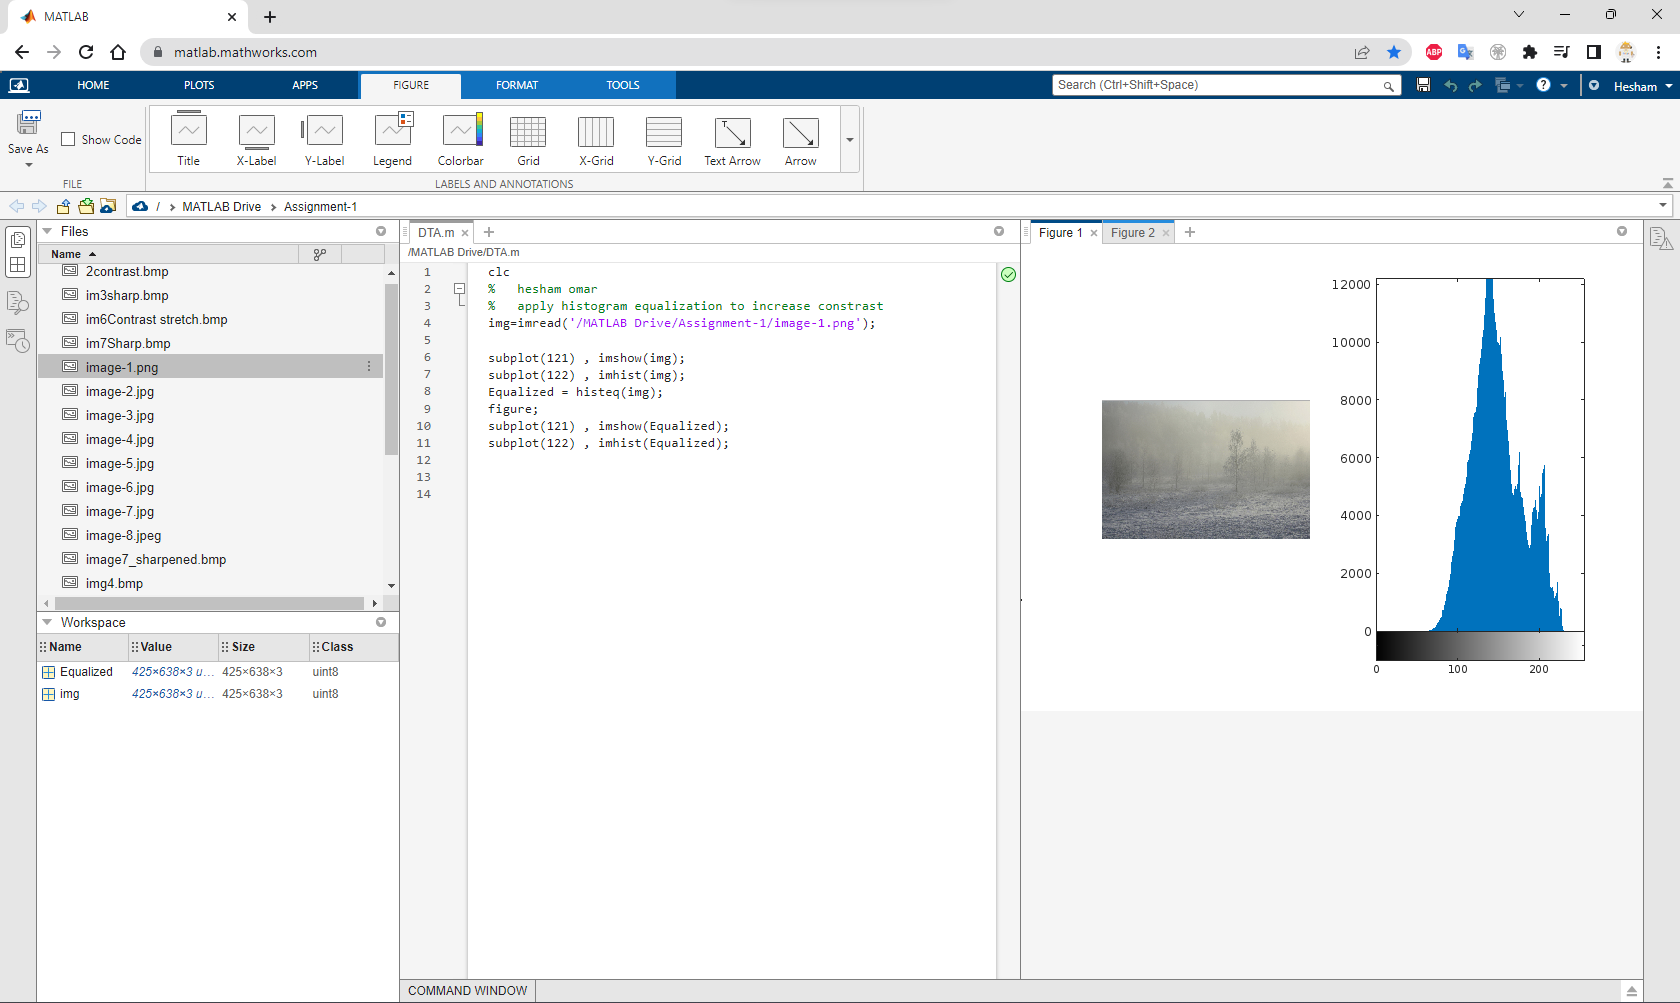 MATLAB
matlab.mathworks.com
ABP
HOME PLOTS APPS FIGURE FORMAT TOOLS
Search (Ctrl+Shift+Space)
Hesham
Save As
Show Code
Title X-Label Y-Label Legend Colorbar Grid X-Grid Y-Grid Text Arrow Arrow
FILE LABELS AND ANNOTATIONS
/ MATLAB Drive Assignment-1
Files
Name
2contrast.bmp
im3sharp.bmp
im6Contrast stretch.bmp
im7Sharp.bmp
image-1.png
image-2.jpg
image-3.jpg
image-4.jpg
image-5.jpg
image-6.jpg
image-7.jpg
image-8.jpeg
image7_sharpened.bmp
img4.bmp
Workspace
Name Value Size Class
Equalized 425×638×3 u... 425×638×3 uint8
img 425×638×3 u... 425×638×3 uint8
DTA.m
/MATLAB Drive/DTA.m
1 clc
2 % hesham omar
3 % apply histogram equalization to increase constrast
4 img=imread('/MATLAB Drive/Assignment-1/image-1.png');
5
6 subplot(121) , imshow(img);
7 subplot(122) , imhist(img);
8 Equalized = histeq(img);
9 figure;
10 subplot(121) , imshow(Equalized);
11 subplot(122) , imhist(Equalized);
12
13
14
COMMAND WINDOW
Figure 1 Figure 2
12000
10000
8000
6000
4000
2000
0
0 100 200